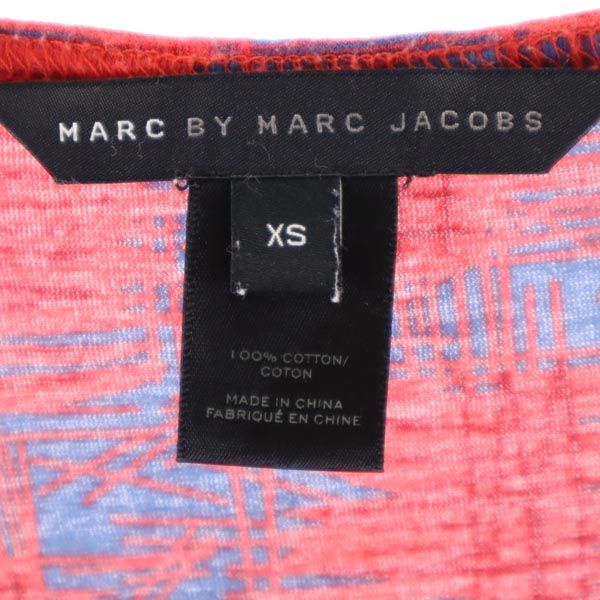 MARC BY MARC JACOBS
XS
100% COTTON/
COTON
MADE IN CHINA
FABRIQUÉ EN CHINE